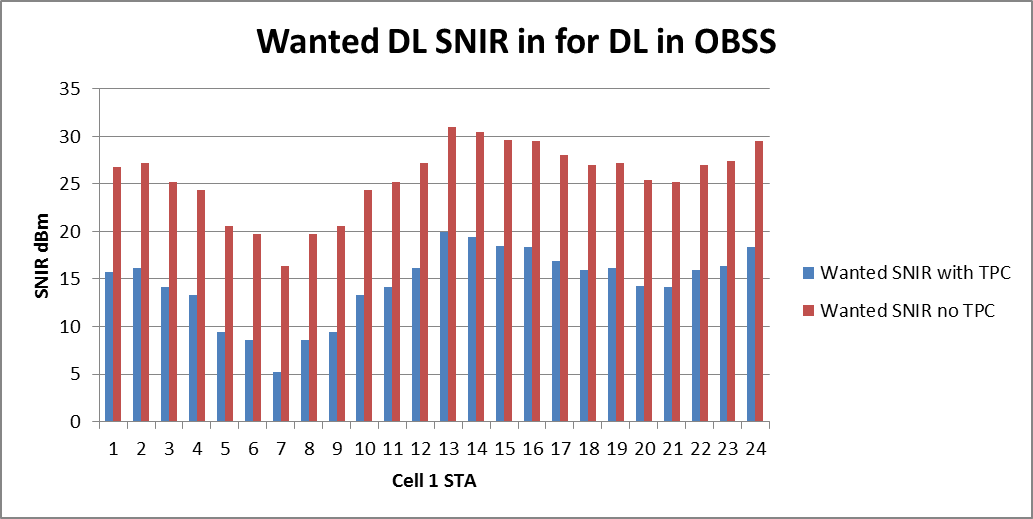 Wanted DL SNIR in for DL in OBSS
35
30
25
20
15
10
5
0
SNIR dBm
1 2 3 4 5 6 7 8 9 10 11 12 13 14 15 16 17 18 19 20 21 22 23 24
Cell 1 STA
Wanted SNIR with TPC
Wanted SNIR no TPC